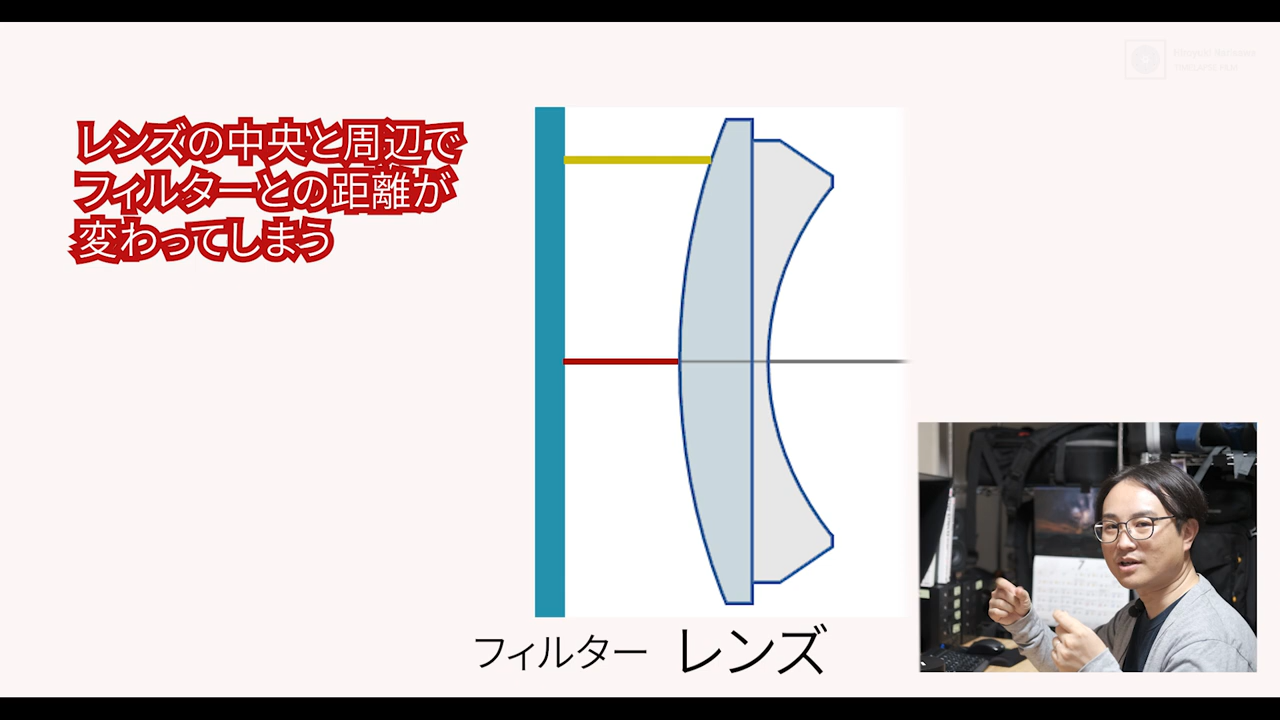 レンズの中央と周辺で
フィルターとの距離が
変わってしまう
フィルター
レンズ